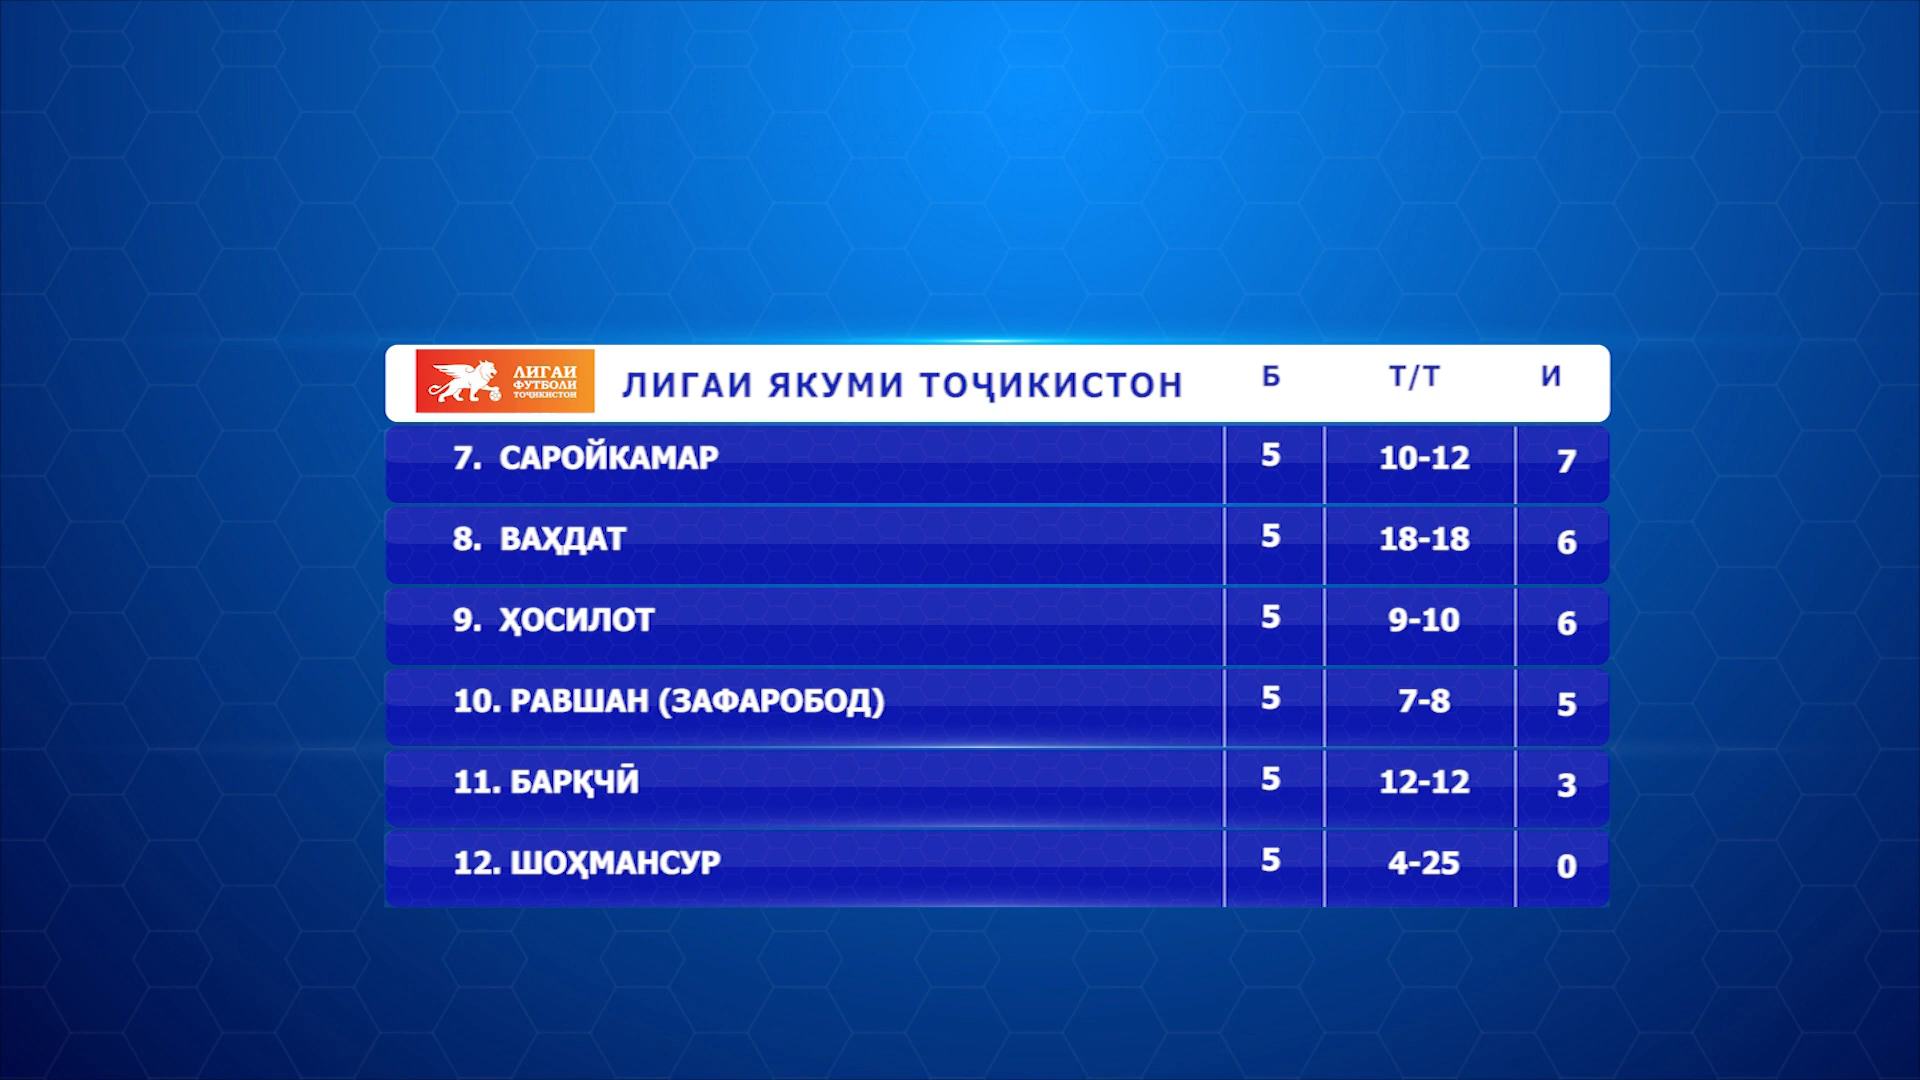 ЛИГАИ
ФУТБОЛИ
ТОҶИКИСТОН
ЛИГАИ ЯКУМИ ТОҶИКИСТОН Б Т/Т И
7. САРОЙКАМАР 5 10-12 7
8. ВАҲДАТ 5 18-18 6
9. ҲОСИЛОТ 5 9-10 6
10. РАВШАН (ЗАФАРОБОД) 5 7-8 5
11. БАРҚЧӢ 5 12-12 3
12. ШОҲМАНСУР 5 4-25 0